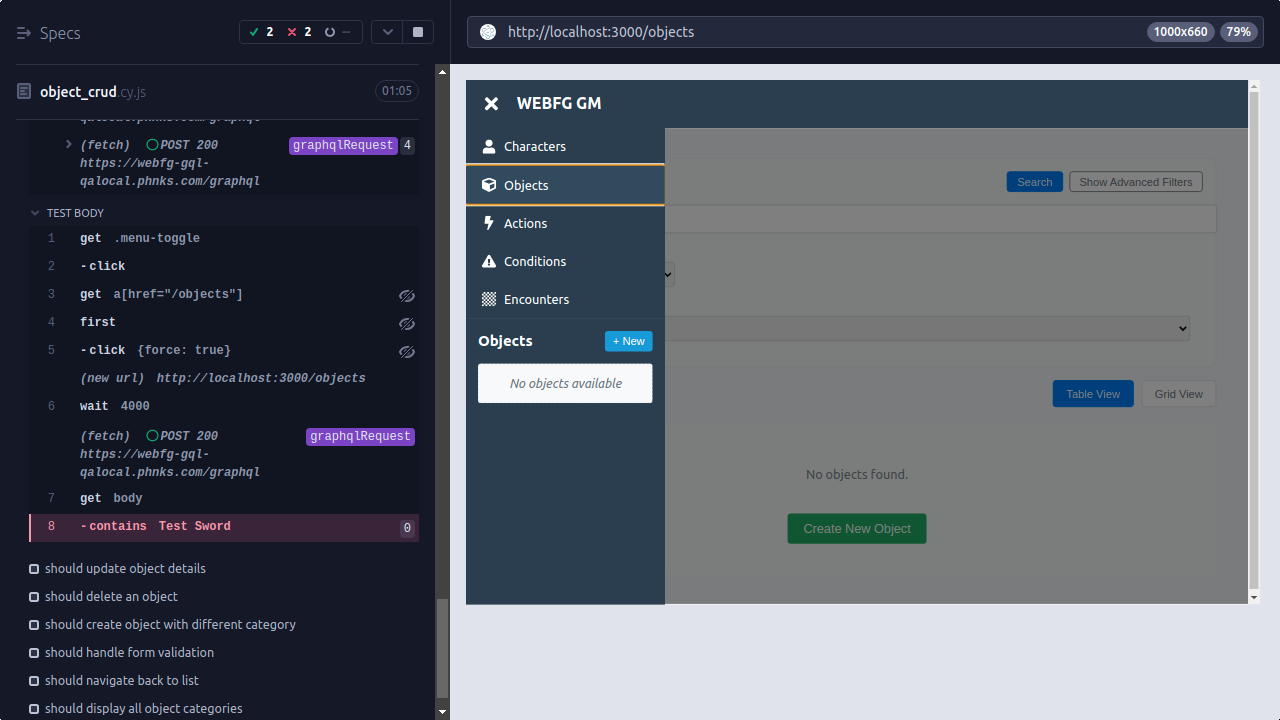 Specs
2
2
--
http://localhost:3000/objects
1000x660
79%
object_crud.cy.js
01:05
qalocal.phnks.com/graphql
(fetch) POST 200
graphqlRequest
4
https://webfg-gql-
qalocal.phnks.com/graphql
TEST BODY
1 get .menu-toggle
2 -click
3 get a[href="/objects"]
4 first
5 -click {force: true}
(new url) http://localhost:3000/objects
6 wait 4000
(fetch) POST 200
graphqlRequest
https://webfg-gql-
qalocal.phnks.com/graphql
7 get body
8 -contains Test Sword
0
should update object details
should delete an object
should create object with different category
should handle form validation
should navigate back to list
should display all object categories
WEBFG GM
Characters
Objects
Actions
Conditions
Encounters
Objects
+ New
No objects available
Search
Show Advanced Filters
Table View
Grid View
No objects found.
Create New Object